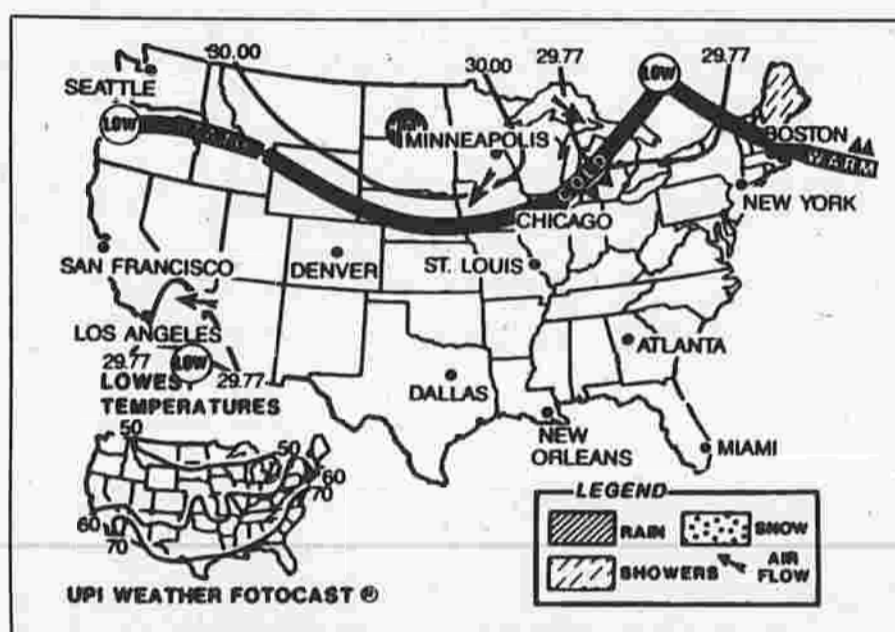 30.00
30.00
29.77
29.77
SEATTLE
LOW
LOW
MINNEAPOLIS
BOSTON
WARM
COLD
CHICAGO
NEW YORK
SAN FRANCISCO
DENVER
ST. LOUIS
LOS ANGELES
ATLANTA
29.77
LOW
29.77
LOWEST
TEMPERATURES
DALLAS
NEW
ORLEANS
MIAMI
50
50
60
70
60
70
LEGEND
RAIN
SNOW
SHOWERS
AIR
FLOW
UPI WEATHER FOTOCAST ®